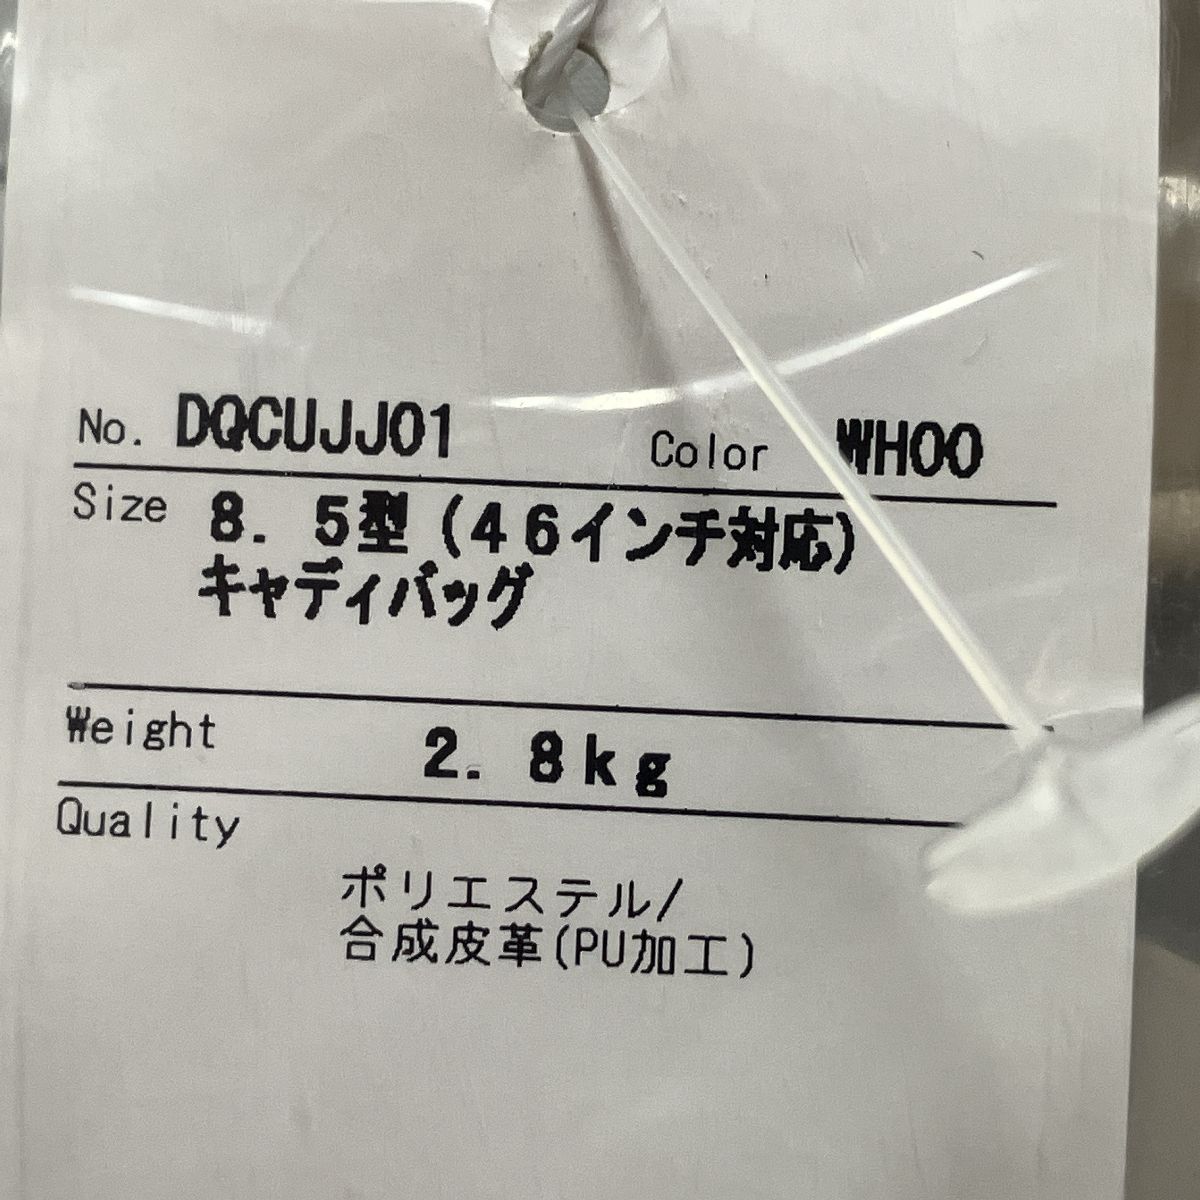 No. DQCUJJ01 Color WH00
Size 8. 5型(46インチ対応)
キャディバッグ
Weight 2. 8kg
Quality
ポリエステル/
合成皮革(PU加工)